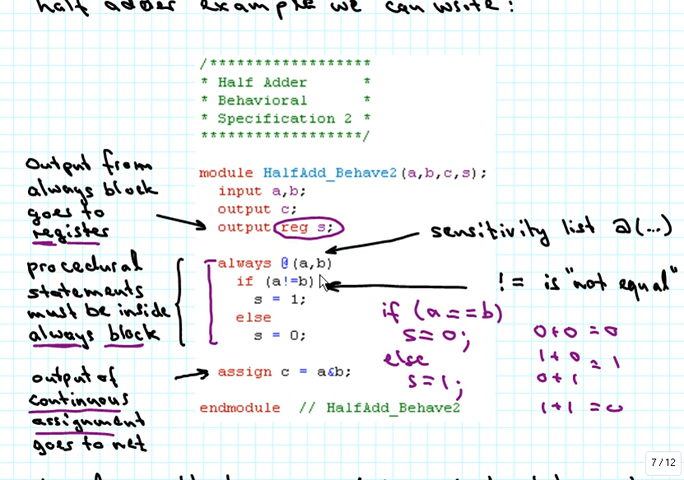 half adder example we can write:
/******************
* Half Adder *
* Behavioral *
* Specification 2 *
******************/
module HalfAdd_Behave2(a,b,c,s);
input a,b;
output c;
output reg s;
always @(a,b)
if (a!=b)
s = 1;
else
s = 0;
assign c = a&b;
endmodule // HalfAdd_Behave2
output from
always block
goes to
register
procedural
statements
must be inside
always block
output of
continuous
assignment
goes to net
sensitivity list @(...)
!= is "not equal"
if (a==b)
s=0;
else
s=1;
0+0 =0
1+0
0+1 =1
1+1 =0
7/12